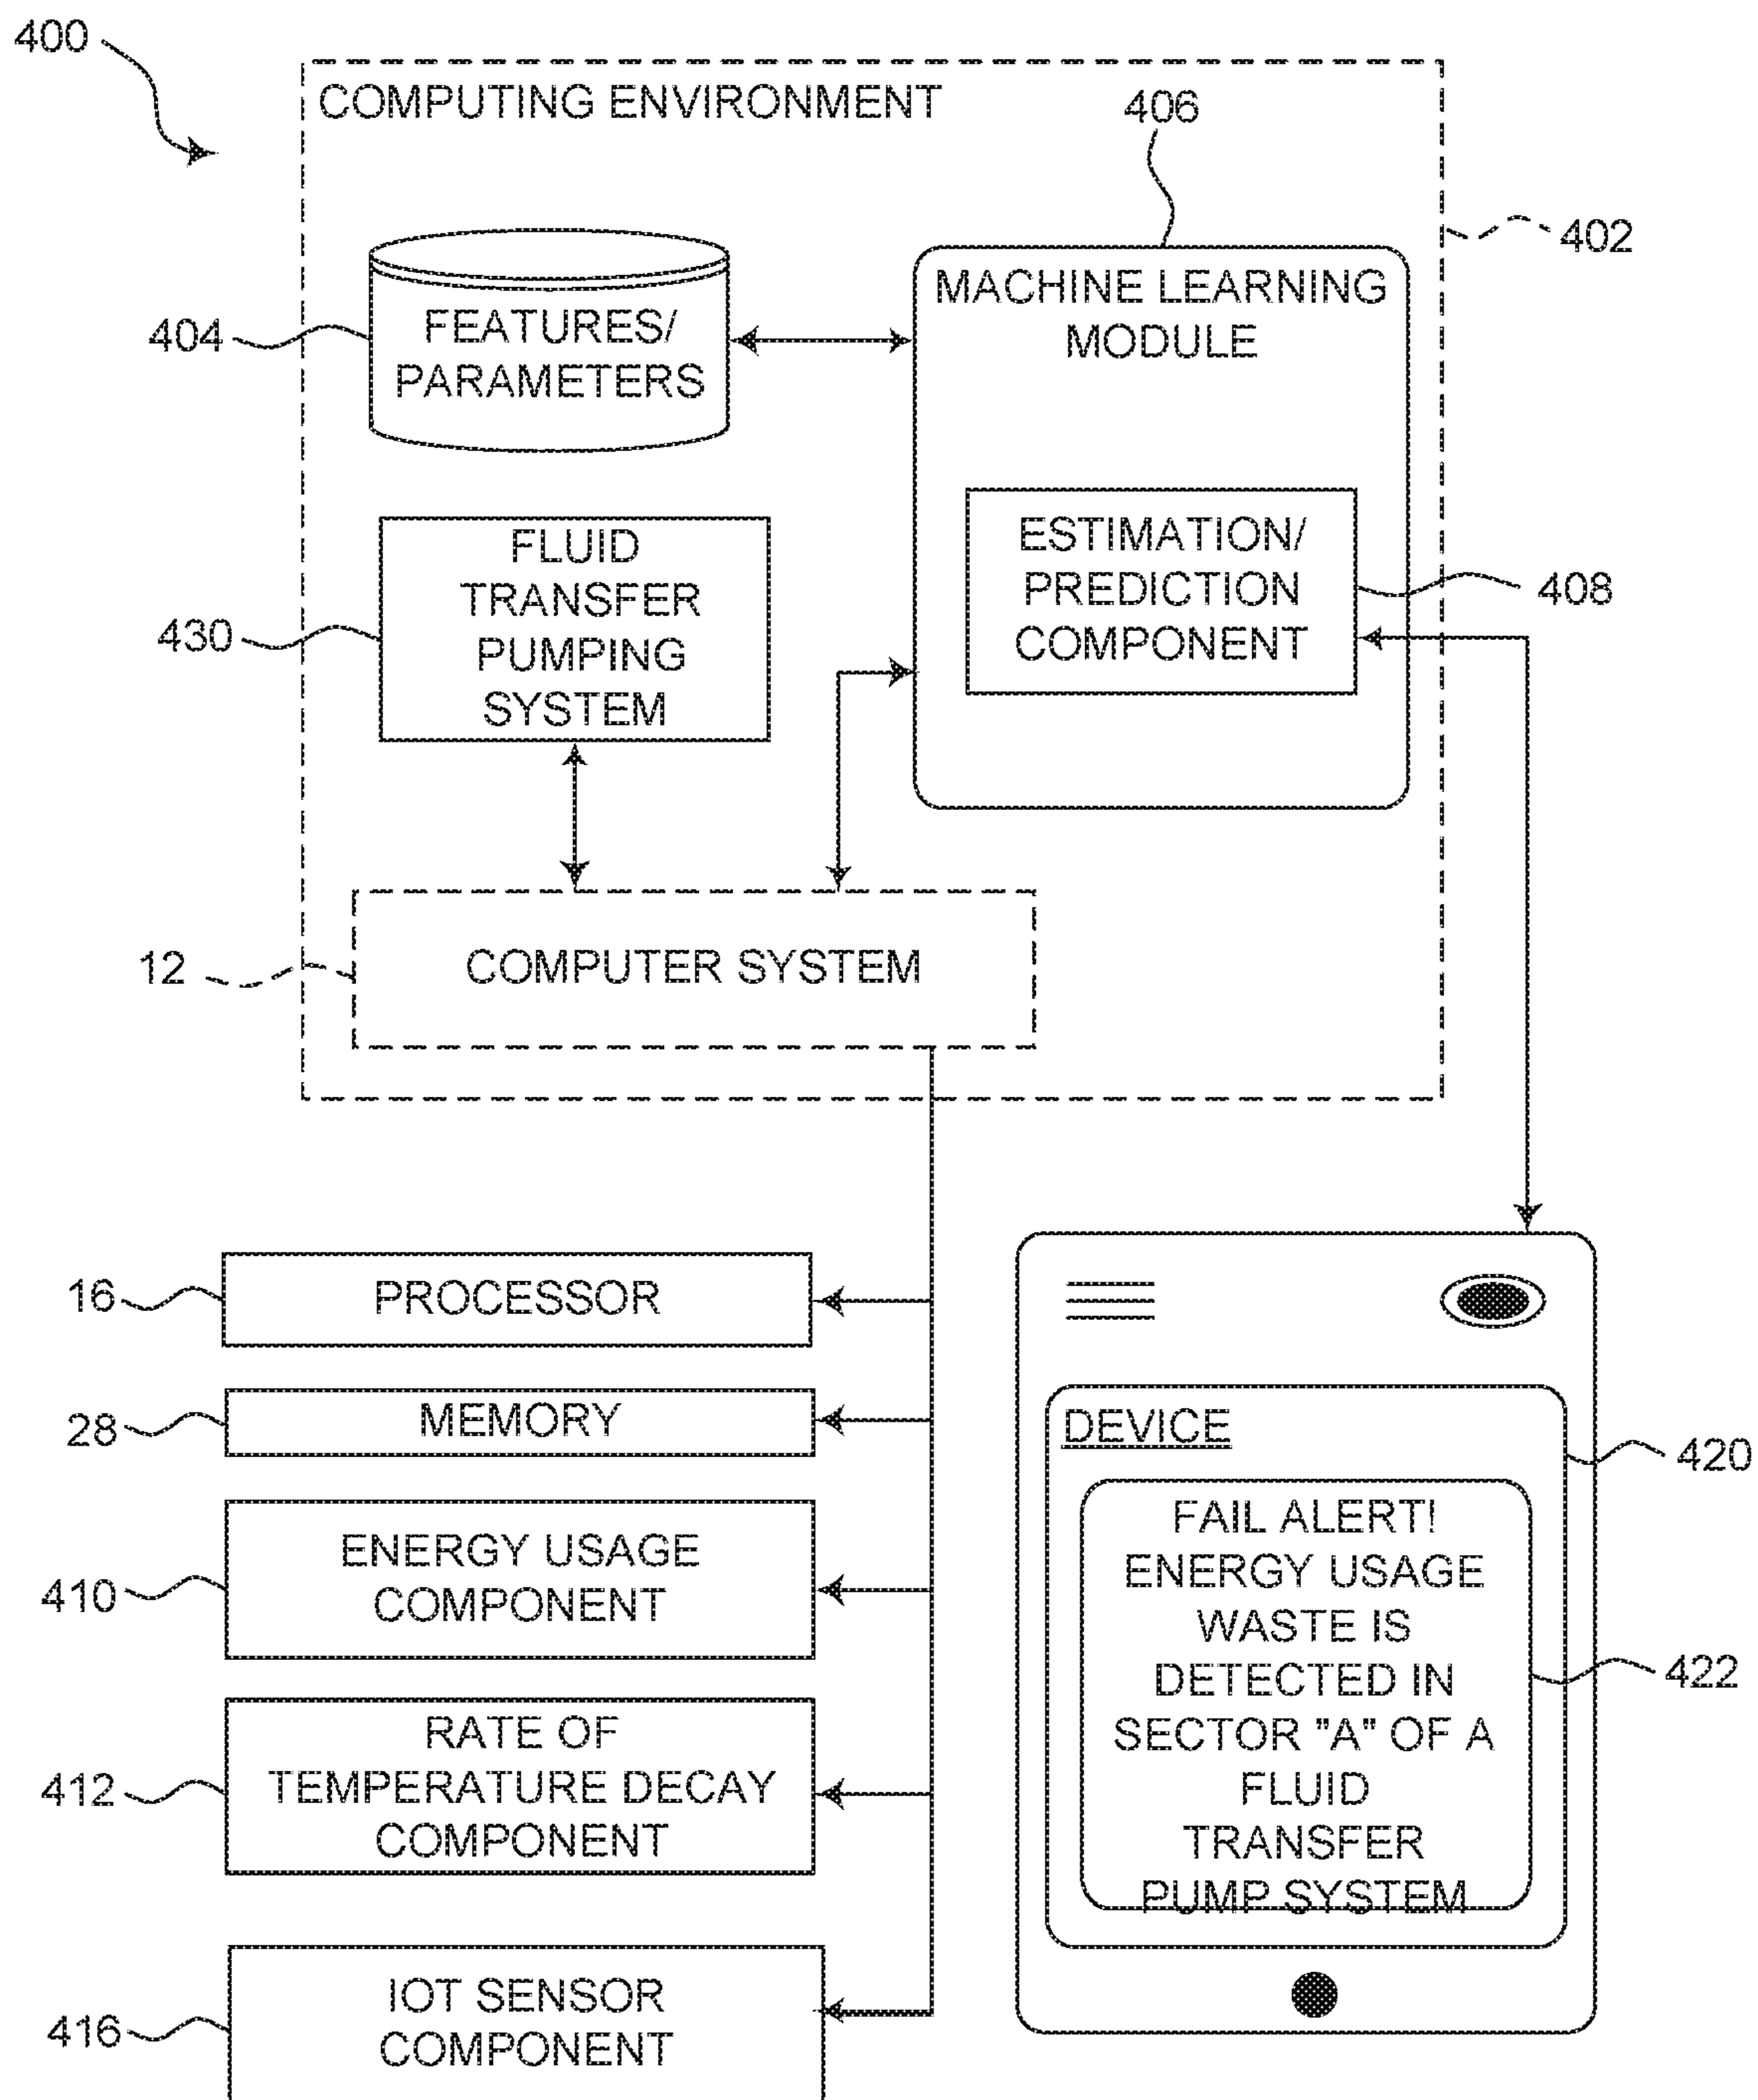 400
COMPUTING ENVIRONMENT
406
402
404
FEATURES/
PARAMETERS
MACHINE LEARNING
MODULE
430
FLUID
TRANSFER
PUMPING
SYSTEM
ESTIMATION/
PREDICTION
COMPONENT
408
12
COMPUTER SYSTEM
16
PROCESSOR
28
MEMORY
410
ENERGY USAGE
COMPONENT
412
RATE OF
TEMPERATURE DECAY
COMPONENT
416
IOT SENSOR
COMPONENT
DEVICE
420
FAIL ALERT!
ENERGY USAGE
WASTE IS
DETECTED IN
SECTOR "A" OF A
FLUID
TRANSFER
PUMP SYSTEM
422